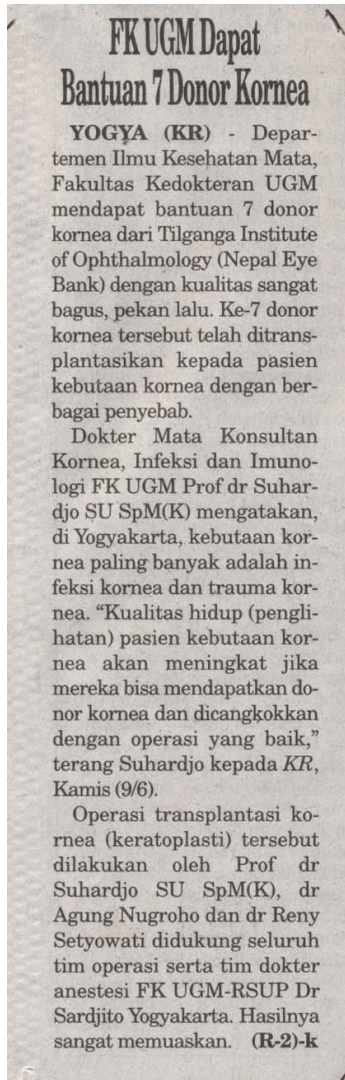 FK UGM Dapat
Bantuan 7 Donor Kornea
YOGYA (KR) - Depar-
temen Ilmu Kesehatan Mata,
Fakultas Kedokteran UGM
mendapat bantuan 7 donor
kornea dari Tilganga Institute
of Ophthalmology (Nepal Eye
Bank) dengan kualitas sangat
bagus, pekan lalu. Ke-7 donor
kornea tersebut telah ditrans-
plantasikan kepada pasien
kebutaan kornea dengan ber-
bagai penyebab.
Dokter Mata Konsultan
Kornea, Infeksi dan Imuno-
logi FK UGM Prof dr Suhar-
djo SU SpM(K) mengatakan,
di Yogyakarta, kebutaan kor-
nea paling banyak adalah in-
feksi kornea dan trauma kor-
nea. “Kualitas hidup (pengli-
hatan) pasien kebutaan kor-
nea akan meningkat jika
mereka bisa mendapatkan do-
nor kornea dan dicangkokkan
dengan operasi yang baik,”
terang Suhardjo kepada KR,
Kamis (9/6).
Operasi transplantasi ko-
rnea (keratoplasti) tersebut
dilakukan oleh Prof dr
Suhardjo SU SpM(K), dr
Agung Nugroho dan dr Reny
Setyowati didukung seluruh
tim operasi serta tim dokter
anestesi FK UGM-RSUP Dr
Sardjito Yogyakarta. Hasilnya
sangat memuaskan. (R-2)-k